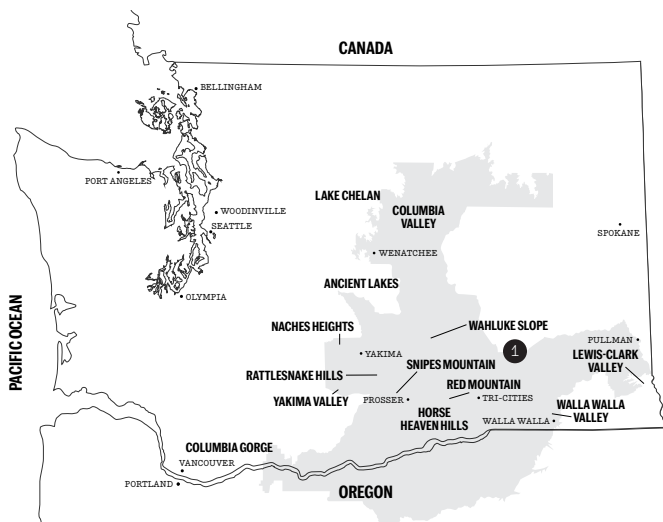 CANADA
BELLINGHAM
PORT ANGELES
LAKE CHELAN
COLUMBIA
VALLEY
WOODINVILLE
SEATTLE
SPOKANE
WENATCHEE
ANCIENT LAKES
OLYMPIA
PACIFIC OCEAN
NACHES HEIGHTS
WAHLUKE SLOPE
1
PULLMAN
YAKIMA
SNIPES MOUNTAIN
LEWIS-CLARK
VALLEY
RATTLESNAKE HILLS
RED MOUNTAIN
YAKIMA VALLEY
PROSSER
TRI-CITIES
HORSE
HEAVEN HILLS
WALLA WALLA
VALLEY
WALLA WALLA
COLUMBIA GORGE
VANCOUVER
PORTLAND
OREGON